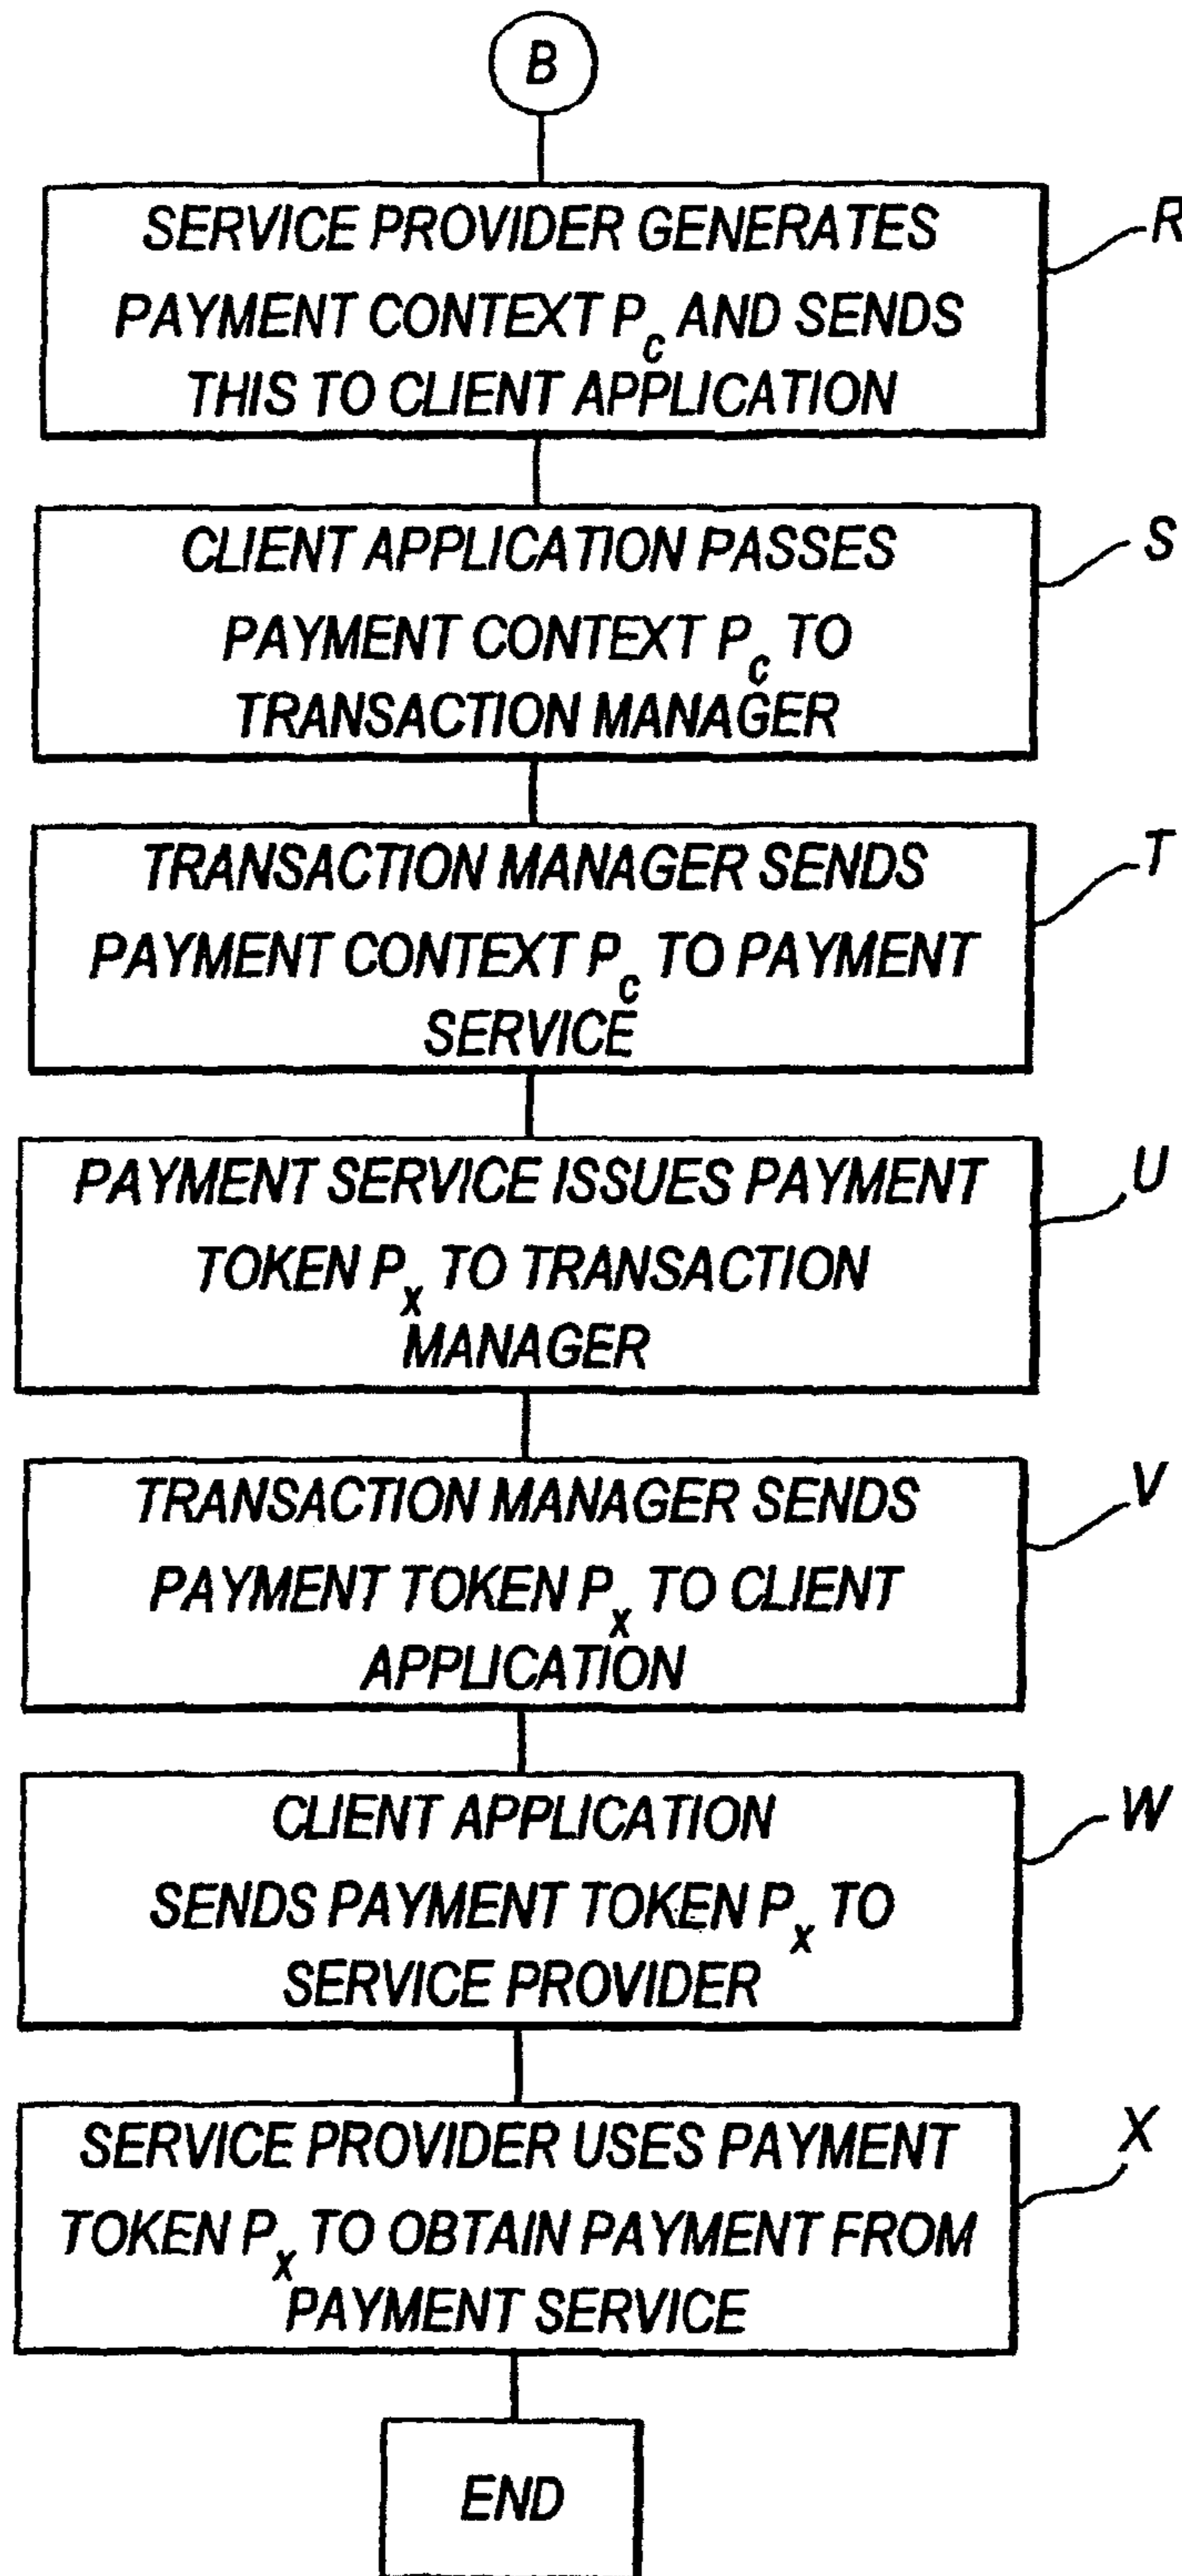 B
SERVICE PROVIDER GENERATES
PAYMENT CONTEXT Pc AND SENDS
THIS TO CLIENT APPLICATION
R
CLIENT APPLICATION PASSES
PAYMENT CONTEXT Pc TO
TRANSACTION MANAGER
S
TRANSACTION MANAGER SENDS
PAYMENT CONTEXT Pc TO PAYMENT
SERVICE
T
PAYMENT SERVICE ISSUES PAYMENT
TOKEN Px TO TRANSACTION
MANAGER
U
TRANSACTION MANAGER SENDS
PAYMENT TOKEN Px TO CLIENT
APPLICATION
V
CLIENT APPLICATION
SENDS PAYMENT TOKEN Px TO
SERVICE PROVIDER
W
SERVICE PROVIDER USES PAYMENT
TOKEN Px TO OBTAIN PAYMENT FROM
PAYMENT SERVICE
X
END